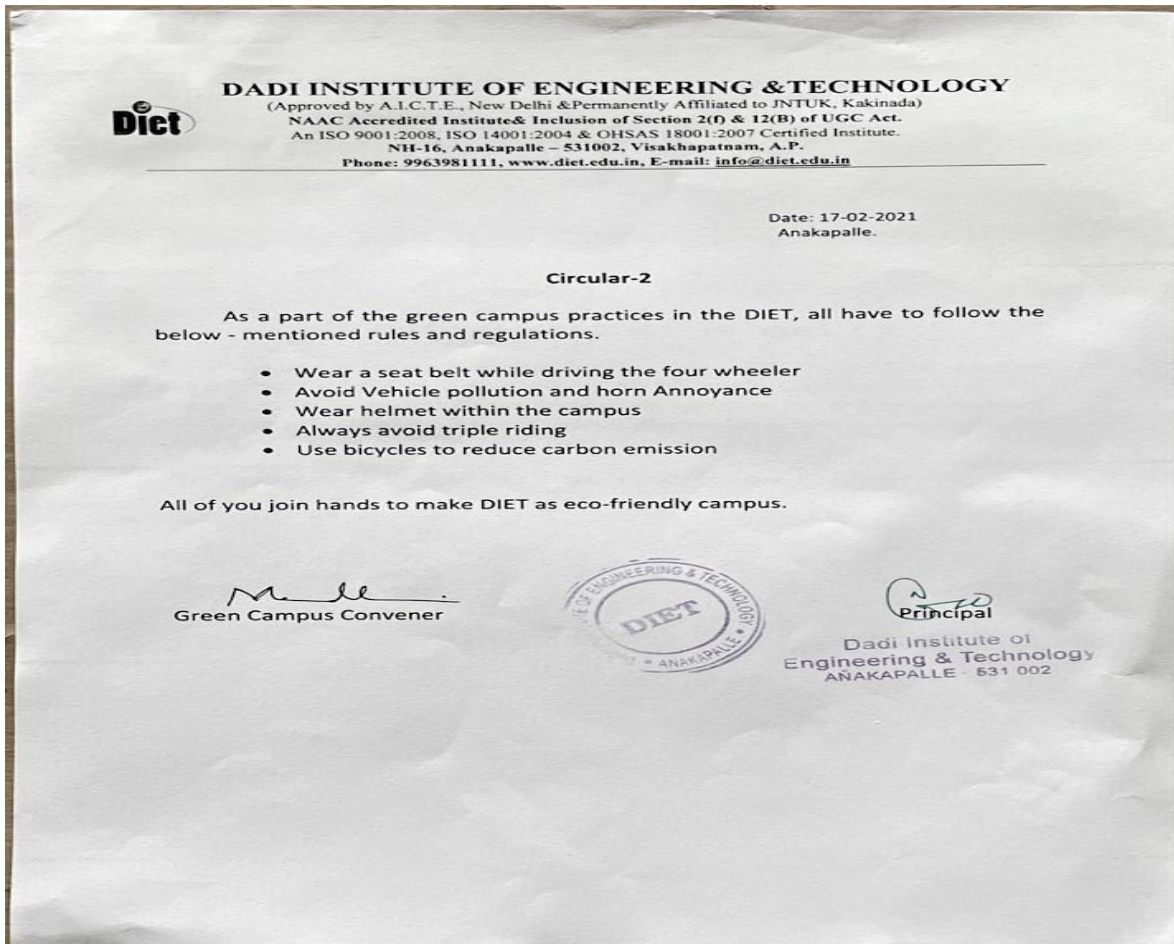 Diet
DADI INSTITUTE OF ENGINEERING &TECHNOLOGY
(Approved by A.I.C.T.E., New Delhi &Permanently Affiliated to JNTUK, Kakinada)
NAAC Accredited Institute& Inclusion of Section 2(f) & 12(B) of UGC Act.
An ISO 9001:2008, ISO 14001:2004 & OHSAS 18001:2007 Certified Institute.
NH-16, Anakapalle – 531002, Visakhapatnam, A.P.
Phone: 9963981111, www.diet.edu.in, E-mail: info@diet.edu.in
Date: 17-02-2021
Anakapalle.
Circular-2
As a part of the green campus practices in the DIET, all have to follow the
below - mentioned rules and regulations.
• Wear a seat belt while driving the four wheeler
• Avoid Vehicle pollution and horn Annoyance
• Wear helmet within the campus
• Always avoid triple riding
• Use bicycles to reduce carbon emission
All of you join hands to make DIET as eco-friendly campus.
Green Campus Convener
OF ENGINEERING & TECHNOLOGY
DIET
* ANAKAPALLE *
Principal
Dadi Institute of
Engineering & Technology
ANAKAPALLE - 531 002